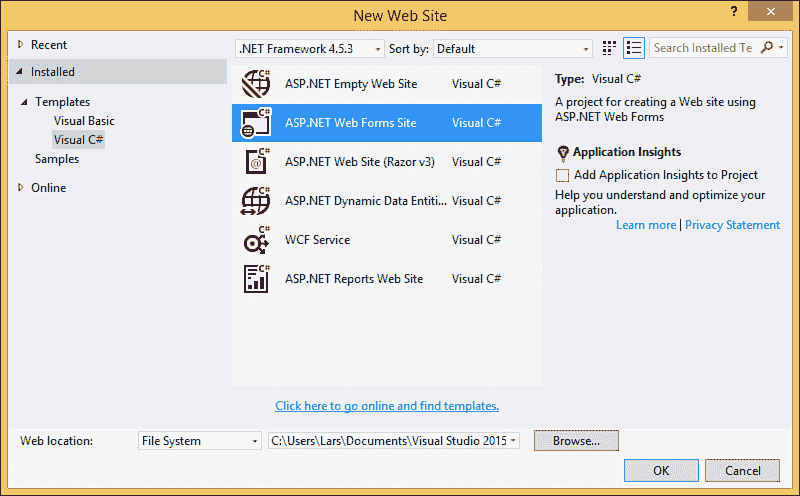 New Web Site
?
Recent
Installed
Templates
Visual Basic
Visual C#
Samples
Online
.NET Framework 4.5.3
Sort by: Default
Search Installed Te
C# ASP.NET Empty Web Site Visual C#
C# ASP.NET Web Forms Site Visual C#
C# @ ASP.NET Web Site (Razor v3) Visual C#
C# ASP.NET Dynamic Data Entiti... Visual C#
C# WCF Service Visual C#
C# ASP.NET Reports Web Site Visual C#
Click here to go online and find templates.
Type: Visual C#
A project for creating a Web site using
ASP.NET Web Forms
Application Insights
Add Application Insights to Project
Help you understand and optimize your
application.
Learn more | Privacy Statement
Web location: File System C:\Users\Lars\Documents\Visual Studio 2015 Browse...
OK Cancel